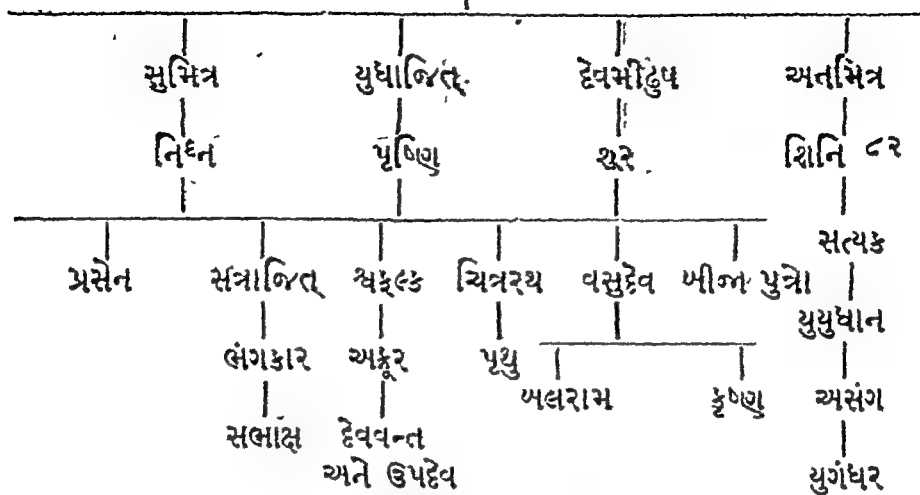 સુમિત્ર યુધાજિત્ દેવમીઢુષ અનમિત્ર
નિઘ્ન પૃષ્ણિ શૂર શિનિ ૮૨
સત્યક
પ્રસેન સત્રાજિત્ શ્વફલ્ક ચિત્રરથ વસુદેવ બીજા પુત્રો
યુયુધાન
ભંગકાર અક્રૂર પૃથુ
બલરામ કૃષ્ણ અસંગ
સભાક્ષ દેવવન્ત
અને ઉપદેવ યુગંધર